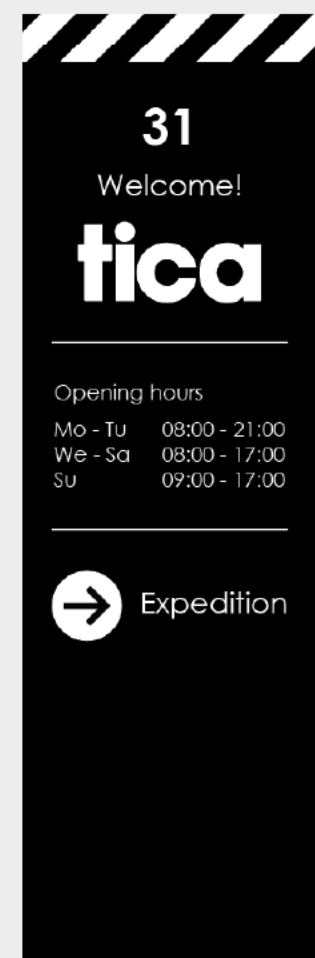 31
Welcome!
tica
Opening hours
Mo - Tu 08:00 - 21:00
We - Sa 08:00 - 17:00
Su 09:00 - 17:00
Expedition